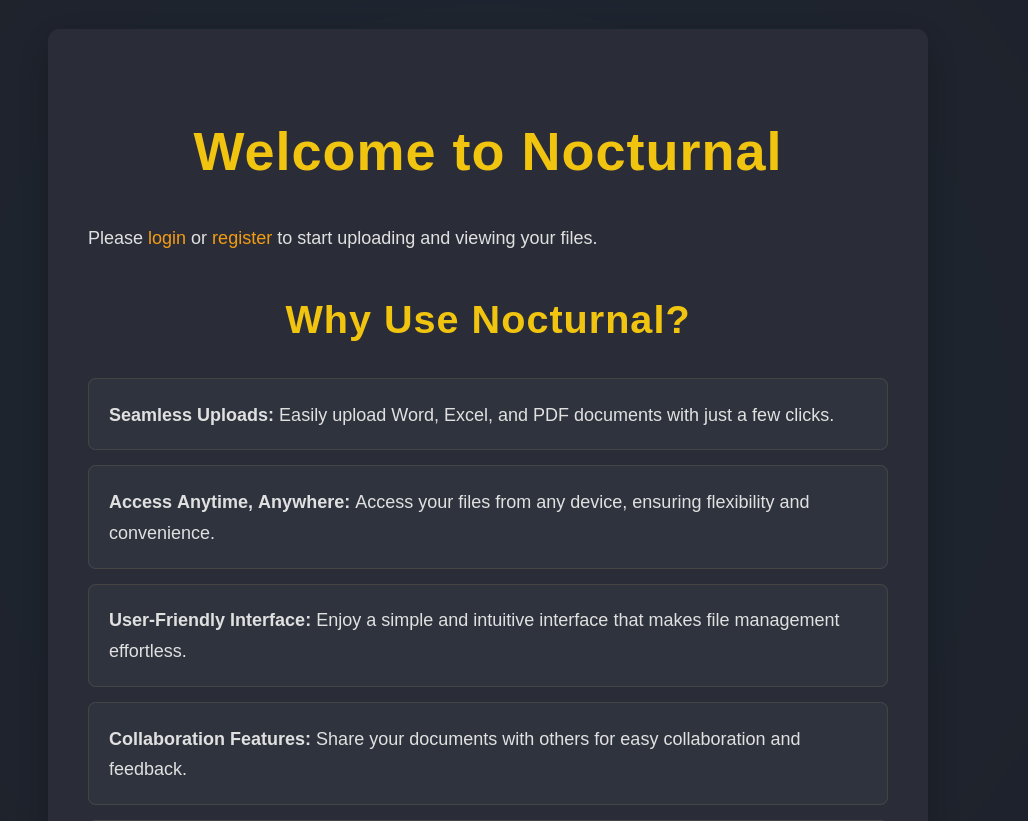 Welcome to Nocturnal
Please login or register to start uploading and viewing your files.
Why Use Nocturnal?
Seamless Uploads: Easily upload Word, Excel, and PDF documents with just a few clicks.
Access Anytime, Anywhere: Access your files from any device, ensuring flexibility and
convenience.
User-Friendly Interface: Enjoy a simple and intuitive interface that makes file management
effortless.
Collaboration Features: Share your documents with others for easy collaboration and
feedback.